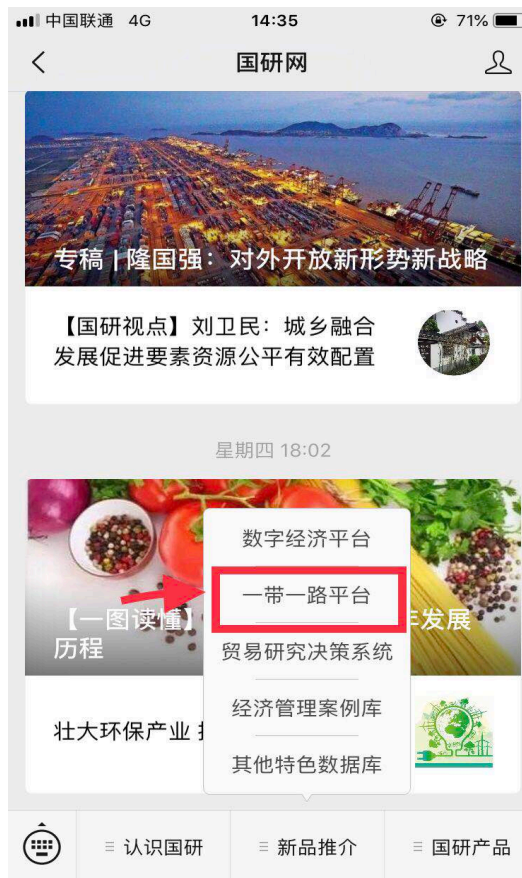 中国联通 4G 14:35 71%
国研网
专稿 | 隆国强：对外开放新形势新战略
【国研视点】刘卫民：城乡融合
发展促进要素资源公平有效配置
星期四 18:02
数字经济平台
一带一路平台
【一图读懂】
发展
历程
贸易研究决策系统
经济管理案例库
壮大环保产业
其他特色数据库
认识国研 新品推介 国研产品